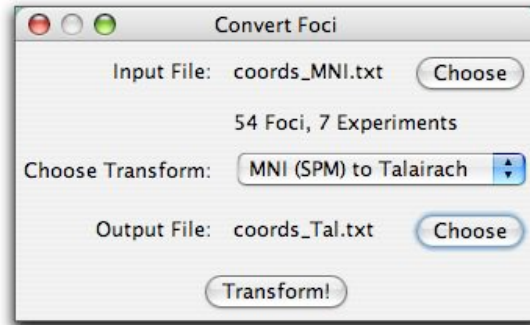 Convert Foci
Input File: coords_MNI.txt Choose
54 Foci, 7 Experiments
Choose Transform: MNI (SPM) to Talairach
Output File: coords_Tal.txt Choose
Transform!